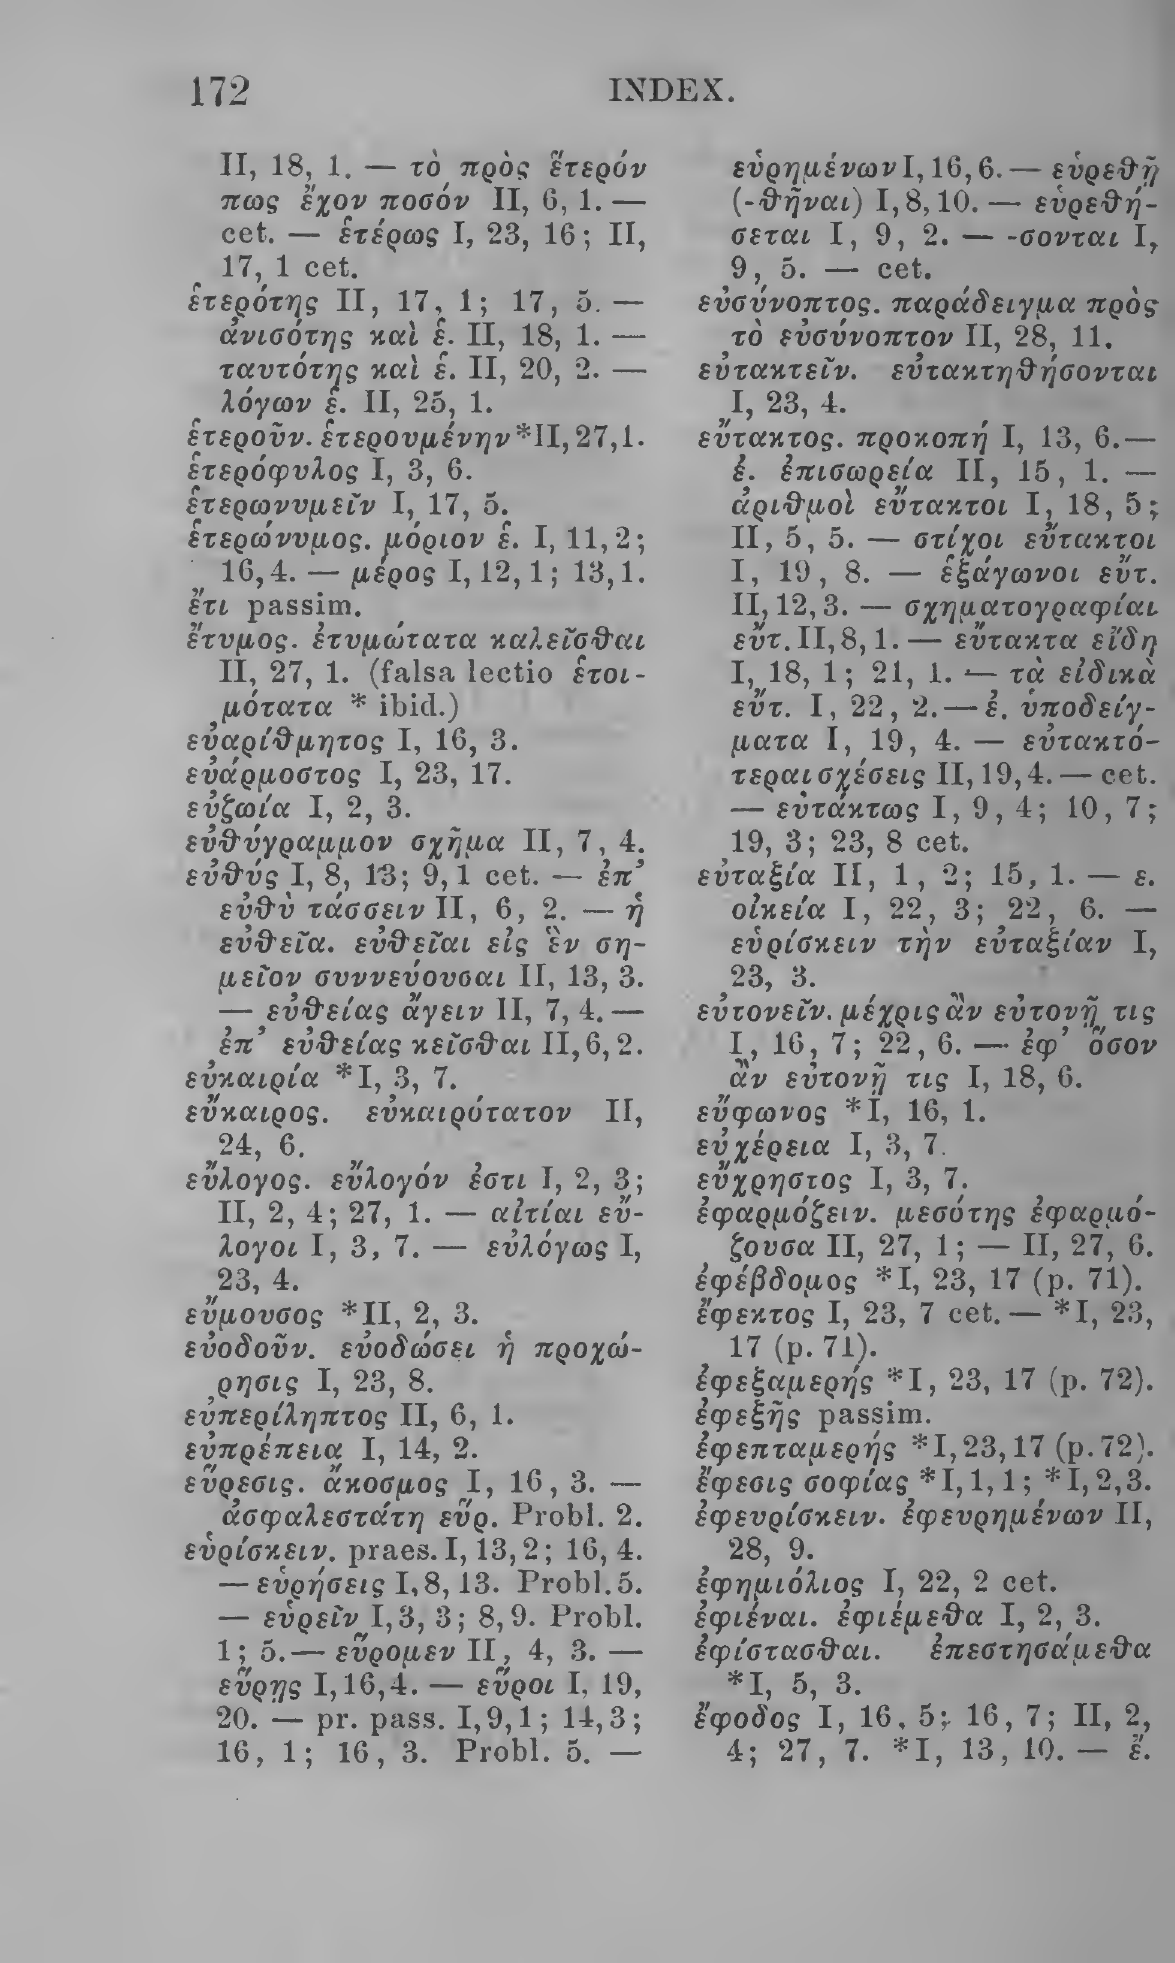 172 INDEX.
II, 18, 1. — τὸ πρὸς ἕτερόν
πως ἔχον ποσόν II, 6, 1. —
cet. — ἑτέρως I, 23, 16; II,
17, 1 cet.
ἑτερότης II, 17, 1; 17, 5. —
ἀνισότης καὶ ἑ. II, 18, 1. —
ταυτότης καὶ ἑ. II, 20, 2. —
λόγων ἑ. II, 25, 1.
ἑτεροῦν. ἑτερουμένην *II, 27, 1.
ἑτερόφυλος I, 3, 6.
ἑτερωνυμεῖν I, 17, 5.
ἑτερώνυμος. μόριον ἑ. I, 11, 2;
16, 4. — μέρος I, 12, 1; 13, 1.
ἔτι passim.
ἔτυμος. ἐτυμώτατα καλεῖσθαι
II, 27, 1. (falsa lectio ἑτοι-
μότατα * ibid.)
εὐαρίθμητος I, 16, 3.
εὐάρμοστος I, 23, 17.
εὐζωία I, 2, 3.
εὐθύγραμμον σχῆμα II, 7, 4.
εὐθύς I, 8, 13; 9, 1 cet. — ἐπ’
εὐθὺ τάσσειν II, 6, 2. — ἡ
εὐθεῖα. εὐθεῖαι εἰς ἓν ση-
μεῖον συννεύουσαι II, 13, 3.
— εὐθείας ἄγειν II, 7, 4. —
ἐπ’ εὐθείας κεῖσθαι II, 6, 2.
εὐκαιρία *I, 3, 7.
εὔκαιρος. εὐκαιρότατον II,
24, 6.
εὔλογος. εὔλογόν ἐστι I, 2, 3;
II, 2, 4; 27, 1. — αἰτίαι εὔ-
λογοι I, 3, 7. — εὐλόγως I,
23, 4.
εὔμουσος *II, 2, 3.
εὐοδοῦν. εὐοδώσει ἡ προχώ-
ρησις I, 23, 8.
εὐπερίληπτος II, 6, 1.
εὐπρέπεια I, 14, 2.
εὕρεσις. ἄκοσμος I, 16, 3. —
ἀσφαλεστάτη εὕρ. Probl. 2.
εὑρίσκειν. praes. I, 13, 2; 16, 4.
— εὑρήσεις I, 8, 13. Probl. 5.
— εὑρεῖν I, 3, 3; 8, 9. Probl.
1; 5. — εὕρομεν II, 4, 3. —
εὕρῃς I, 16, 4. — εὕροι I, 19,
20. — pr. pass. I, 9, 1; 14, 3;
16, 1; 16, 3. Probl. 5. —
εὑρημένων I, 16, 6. — εὑρεθῇ
(-θῆναι) I, 8, 10. — εὑρεθή-
σεται I, 9, 2. — -σονται I,
9, 5. — cet.
εὐσύνοπτος. παράδειγμα πρὸς
τὸ εὐσύνοπτον II, 28, 11.
εὐτακτεῖν. εὐτακτηθήσονται
I, 23, 4.
εὔτακτος. προκοπὴ I, 13, 6. —
ἐ. ἐπισωρεία II, 15, 1. —
ἀριθμοὶ εὔτακτοι I, 18, 5;
II, 5, 5. — στίχοι εὔτακτοι
I, 19, 8. — ἑξάγωνοι εὔτ.
II, 12, 3. — σχηματογραφίαι
εὔτ. II, 8, 1. — εὔτακτα εἴδη
I, 18, 1; 21, 1. — τὰ εἰδικὰ
εὔτ. I, 22, 2. — ἐ. ὑποδείγ-
ματα I, 19, 4. — εὐτακτό-
τεραι σχέσεις II, 19, 4. — cet.
— εὐτάκτως I, 9, 4; 10, 7;
19, 3; 23, 8 cet.
εὐταξία II, 1, 2; 15, 1. — ε.
οἰκεία I, 22, 3; 22, 6. —
εὑρίσκειν τὴν εὐταξίαν I,
23, 3.
εὐτονεῖν. μέχρις ἂν εὐτονῇ τις
I, 16, 7; 22, 6. — ἐφ’ ὅσον
ἂν εὐτονῇ τις I, 18, 6.
εὔφωνος *I, 16, 1.
εὐχέρεια I, 3, 7.
εὔχρηστος I, 3, 7.
ἐφαρμόζειν. μεσότης ἐφαρμό-
ζουσα II, 27, 1; — II, 27, 6.
ἐφέβδομος *I, 23, 17 (p. 71).
ἔφεκτος I, 23, 7 cet. — *I, 23,
17 (p. 71).
ἐφεξαμερής *I, 23, 17 (p. 72).
ἐφεξῆς passim.
ἐφεπταμερής *I, 23, 17 (p. 72).
ἔφεσις σοφίας *I, 1, 1; *I, 2, 3.
ἐφευρίσκειν. ἐφευρημένων II,
28, 9.
ἐφημιόλιος I, 22, 2 cet.
ἐφιέναι. ἐφιέμεθα I, 2, 3.
ἐφίστασθαι. ἐπεστησάμεθα
*I, 5, 3.
ἔφοδος I, 16, 5; 16, 7; II, 2,
4; 27, 7. *I, 13, 10. — ἔ.